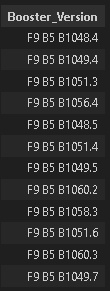 Booster_Version
F9 B5 B1048.4
F9 B5 B1049.4
F9 B5 B1051.3
F9 B5 B1056.4
F9 B5 B1048.5
F9 B5 B1051.4
F9 B5 B1049.5
F9 B5 B1060.2
F9 B5 B1058.3
F9 B5 B1051.6
F9 B5 B1060.3
F9 B5 B1049.7